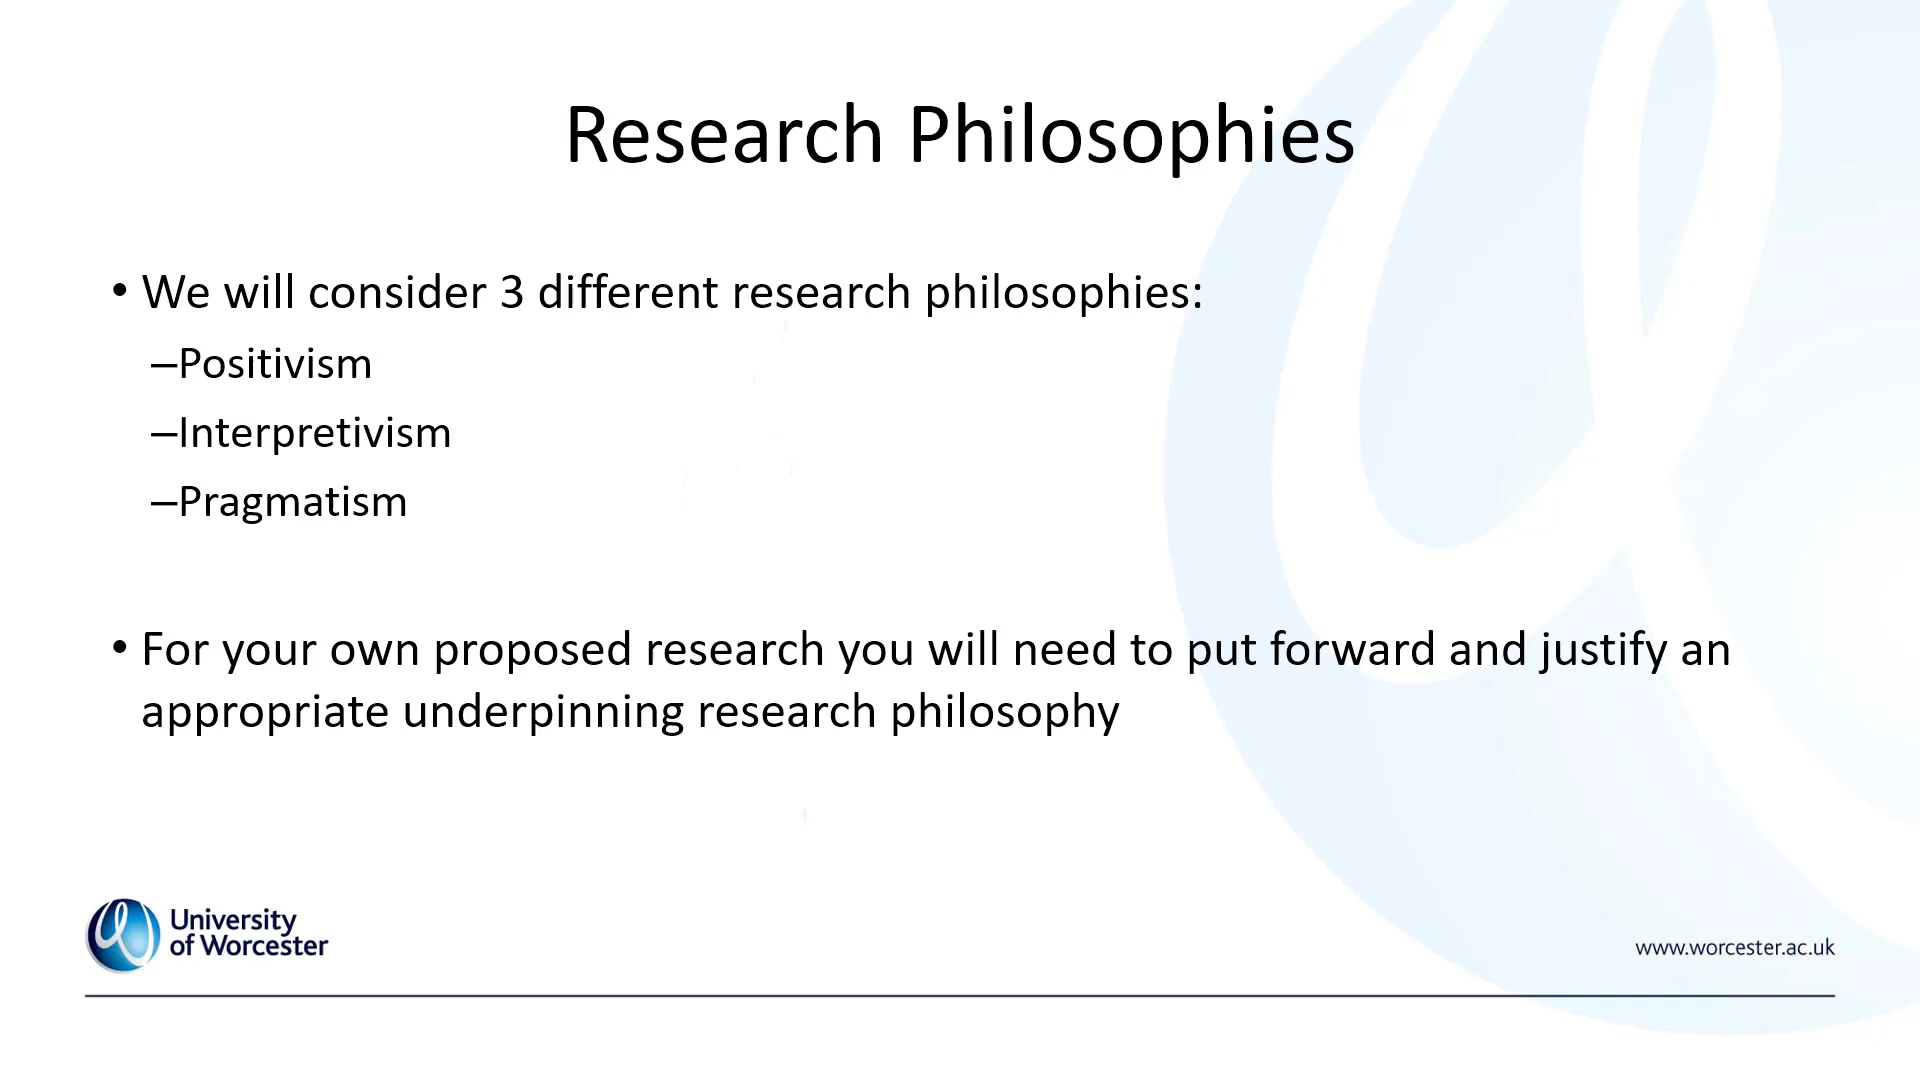 Research Philosophies
• We will consider 3 different research philosophies:
–Positivism
–Interpretivism
–Pragmatism
• For your own proposed research you will need to put forward and justify an
appropriate underpinning research philosophy
University
of Worcester
www.worcester.ac.uk